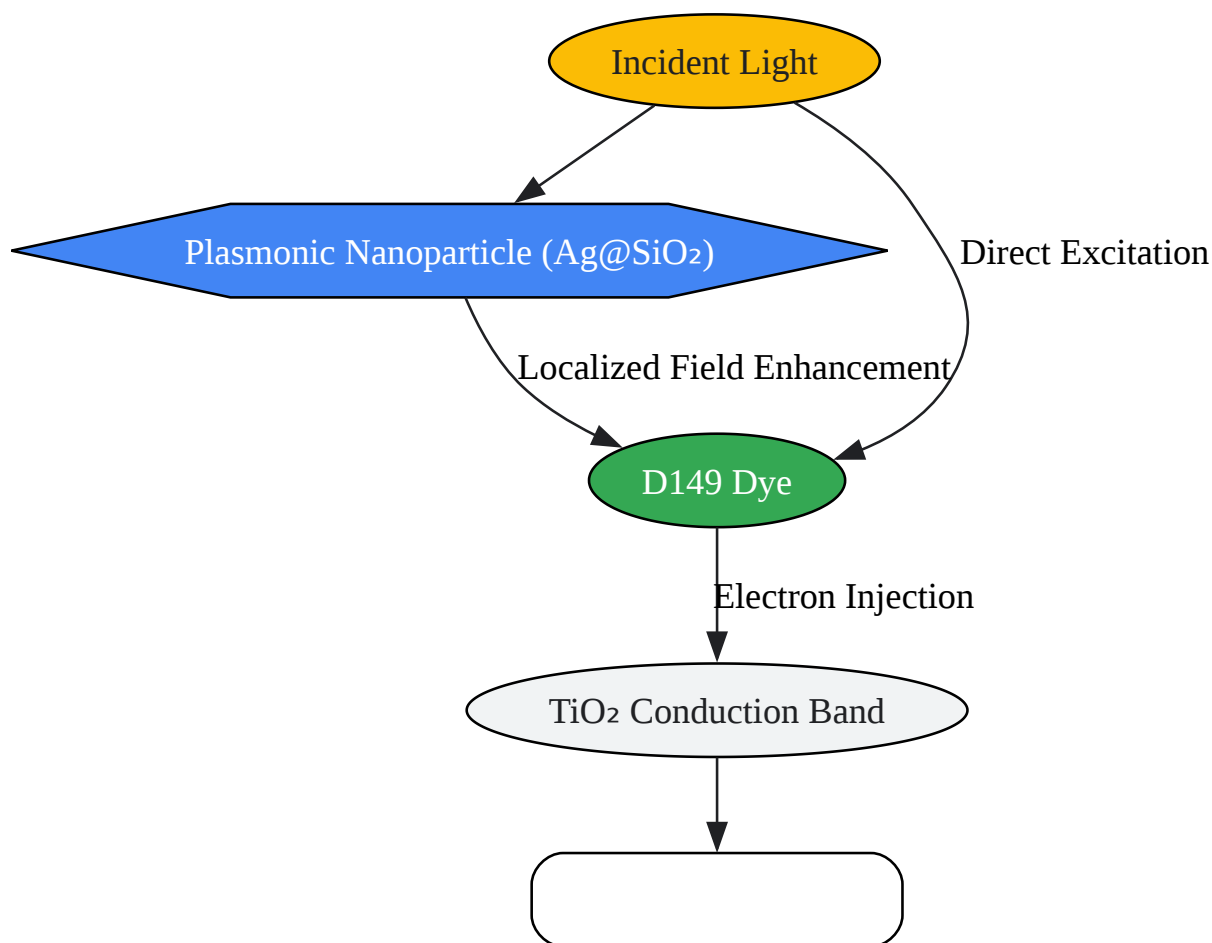 Incident Light
Plasmonic Nanoparticle (Ag@SiO₂)
Direct Excitation
Localized Field Enhancement
D149 Dye
Electron Injection
TiO₂ Conduction Band